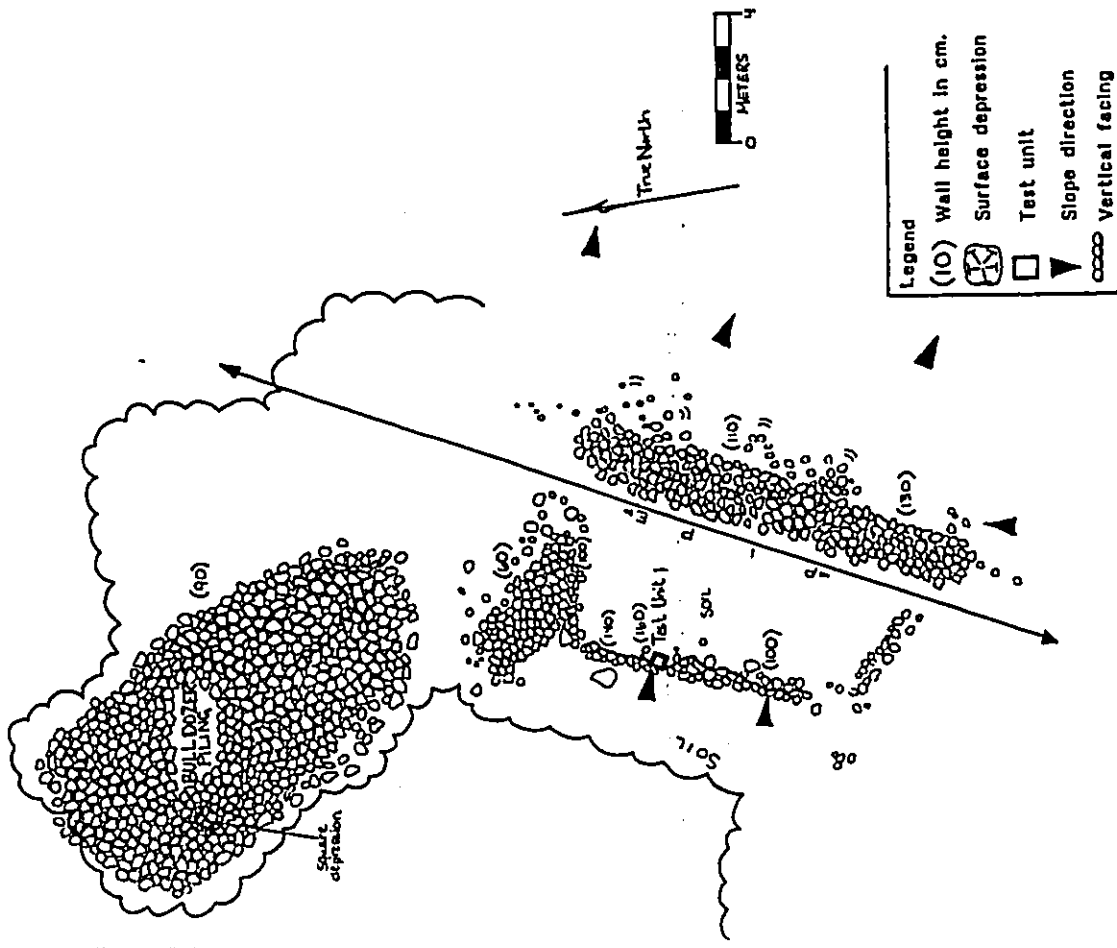 (90)
BULLDOZER
PILING
Square
depression
(60)
(100)
(140)
(160)
Test Unit 1
SOIL
(100)
SOIL
(110)
(130)
True North
0
4
METERS
Legend
(10) Wall height in cm.
Surface depression
Test unit
Slope direction
Vertical facing